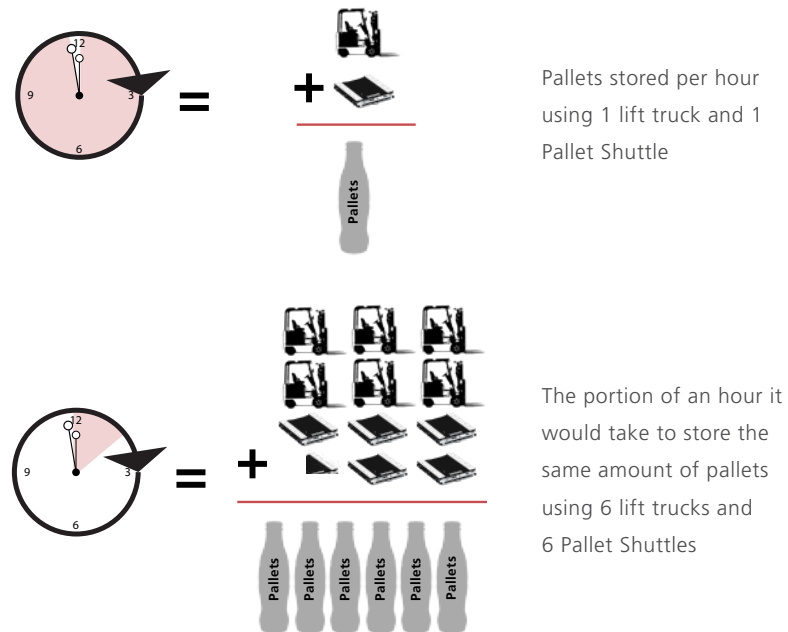 12
9
3
6
=
+
Pallets
Pallets stored per hour
using 1 lift truck and 1
Pallet Shuttle
12
9
3
6
=
+
Pallets
Pallets
Pallets
Pallets
Pallets
Pallets
The portion of an hour it
would take to store the
same amount of pallets
using 6 lift trucks and
6 Pallet Shuttles